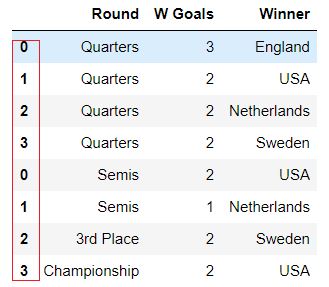 Round W Goals Winner
0 Quarters 3 England
1 Quarters 2 USA
2 Quarters 2 Netherlands
3 Quarters 2 Sweden
0 Semis 2 USA
1 Semis 1 Netherlands
2 3rd Place 2 Sweden
3 Championship 2 USA